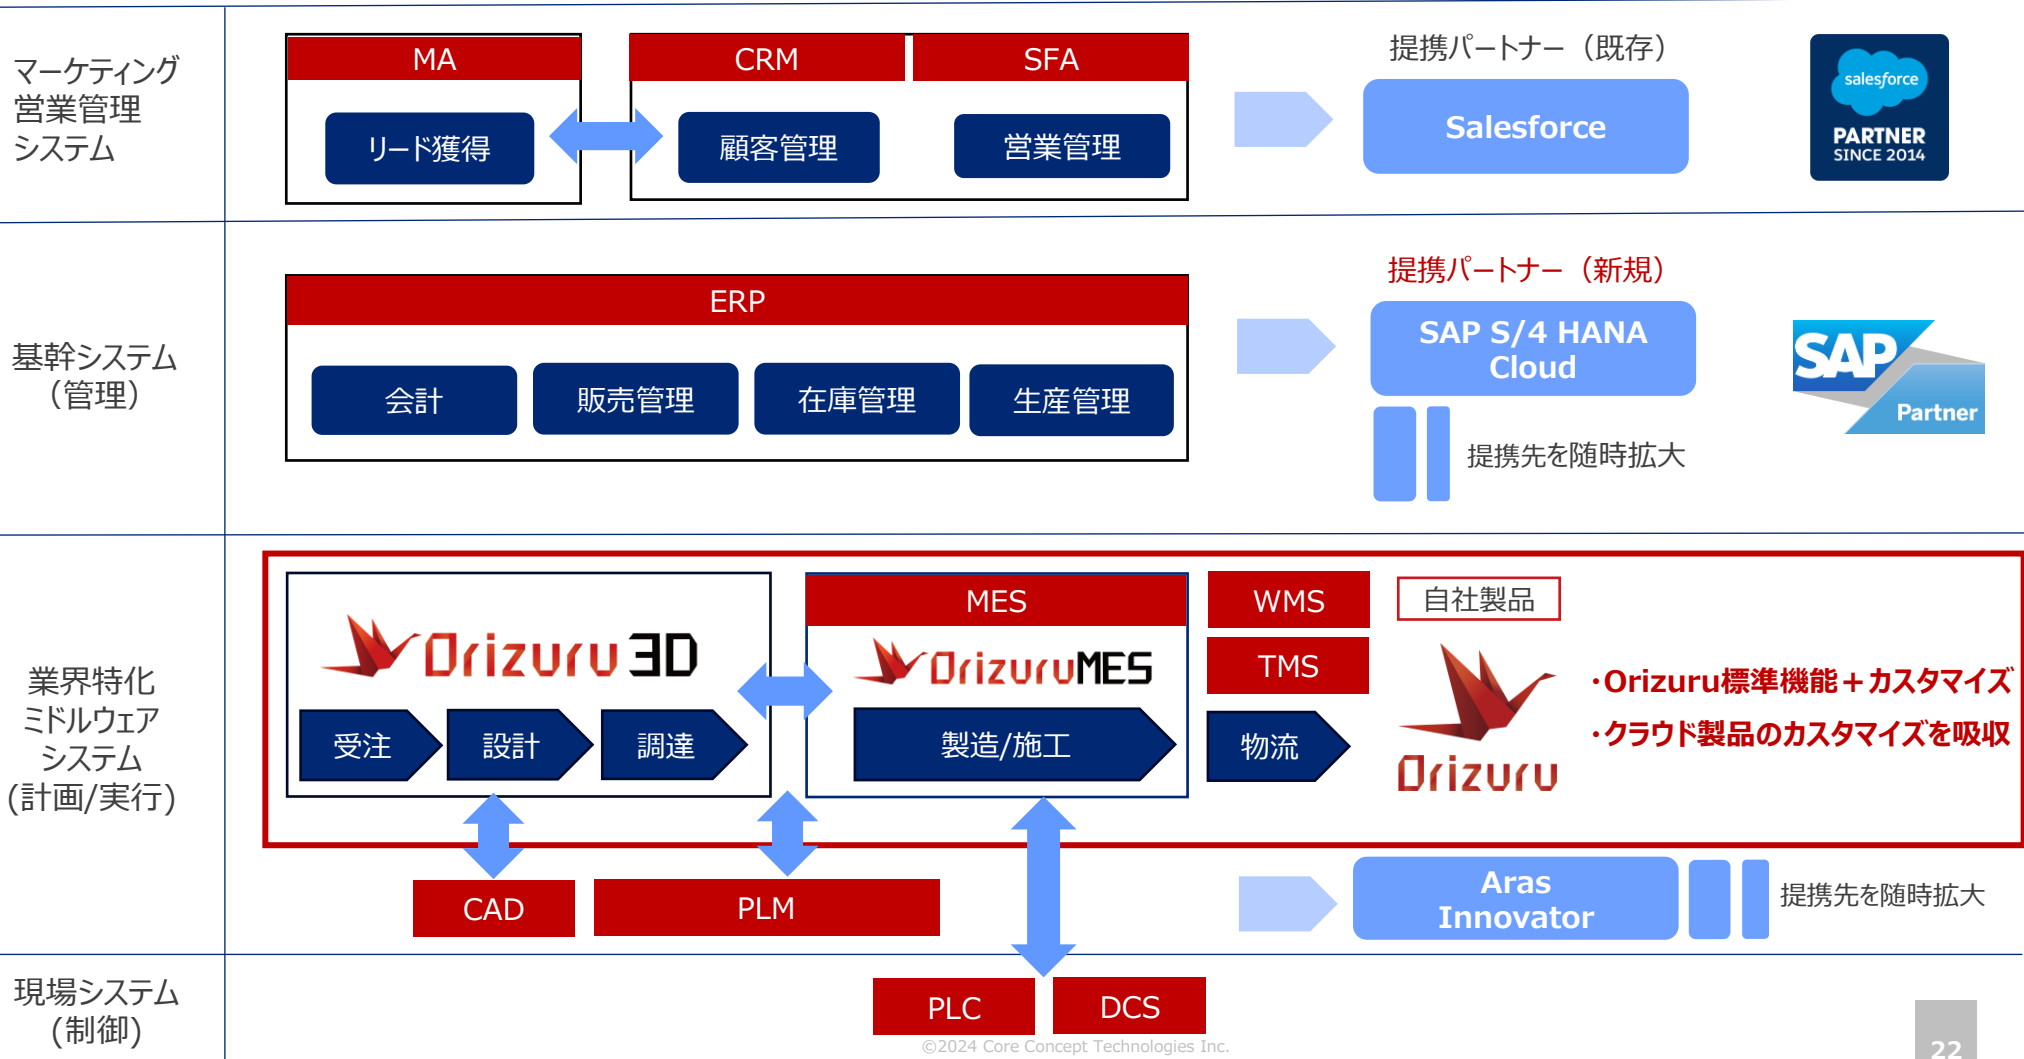 マーケティング
営業管理
システム
MA
CRM
SFA
リード獲得
顧客管理
営業管理
提携パートナー（既存）
Salesforce
salesforce
PARTNER
SINCE 2014
基幹システム
（管理）
ERP
会計
販売管理
在庫管理
生産管理
提携パートナー（新規）
SAP S/4 HANA
Cloud
SAP
Partner
提携先を随時拡大
業界特化
ミドルウェア
システム
(計画/実行)
Orizuru 3D
受注
設計
調達
MES
OrizuruMES
製造/施工
WMS
TMS
物流
自社製品
Orizuru
・Orizuru標準機能＋カスタマイズ
・クラウド製品のカスタマイズを吸収
CAD
PLM
Aras
Innovator
提携先を随時拡大
現場システム
(制御)
PLC
DCS
©2024 Core Concept Technologies Inc.
22